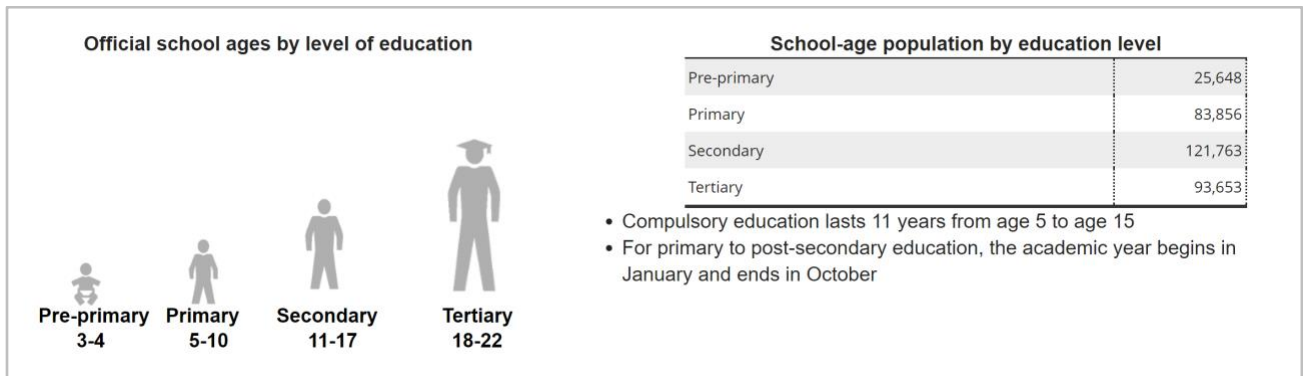 Official school ages by level of education
Pre-primary Primary Secondary Tertiary
3-4 5-10 11-17 18-22
School-age population by education level
Pre-primary 25,648
Primary 83,856
Secondary 121,763
Tertiary 93,653
• Compulsory education lasts 11 years from age 5 to age 15
• For primary to post-secondary education, the academic year begins in
January and ends in October